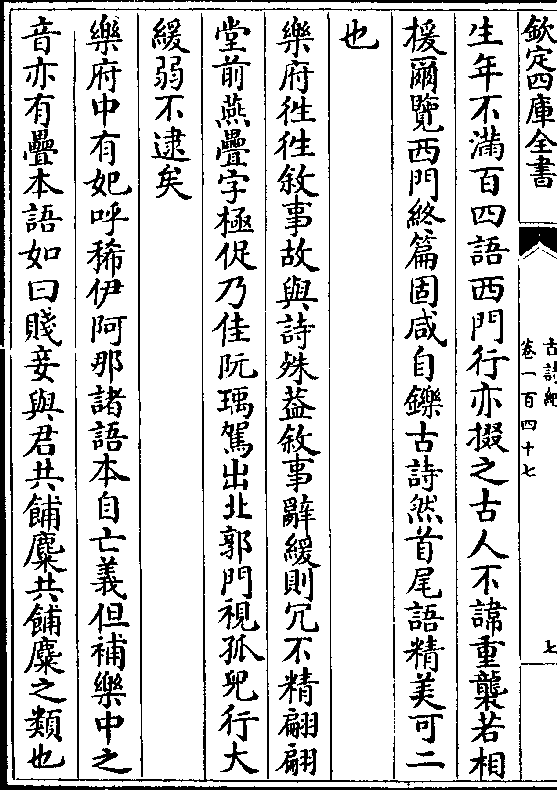 欽定四庫全書
古詩紀
卷一百四十七
七
生年不滿百四語西門行亦掇之古人不諱重襲若相
援爾覽西門終篇固咸自鑠古詩然首尾語精美可二
也
樂府徃徃敘事故與詩殊葢敘事辭緩則冗不精翩翩
堂前燕疊字極促乃佳阮瑀駕出北郭門視孤兒行大
緩弱不逮矣
樂府中有妃呼稀伊阿那諸語本自亡義但補樂中之
音亦有疊本語如曰賤妾與君共餔麋共餔麋之類也